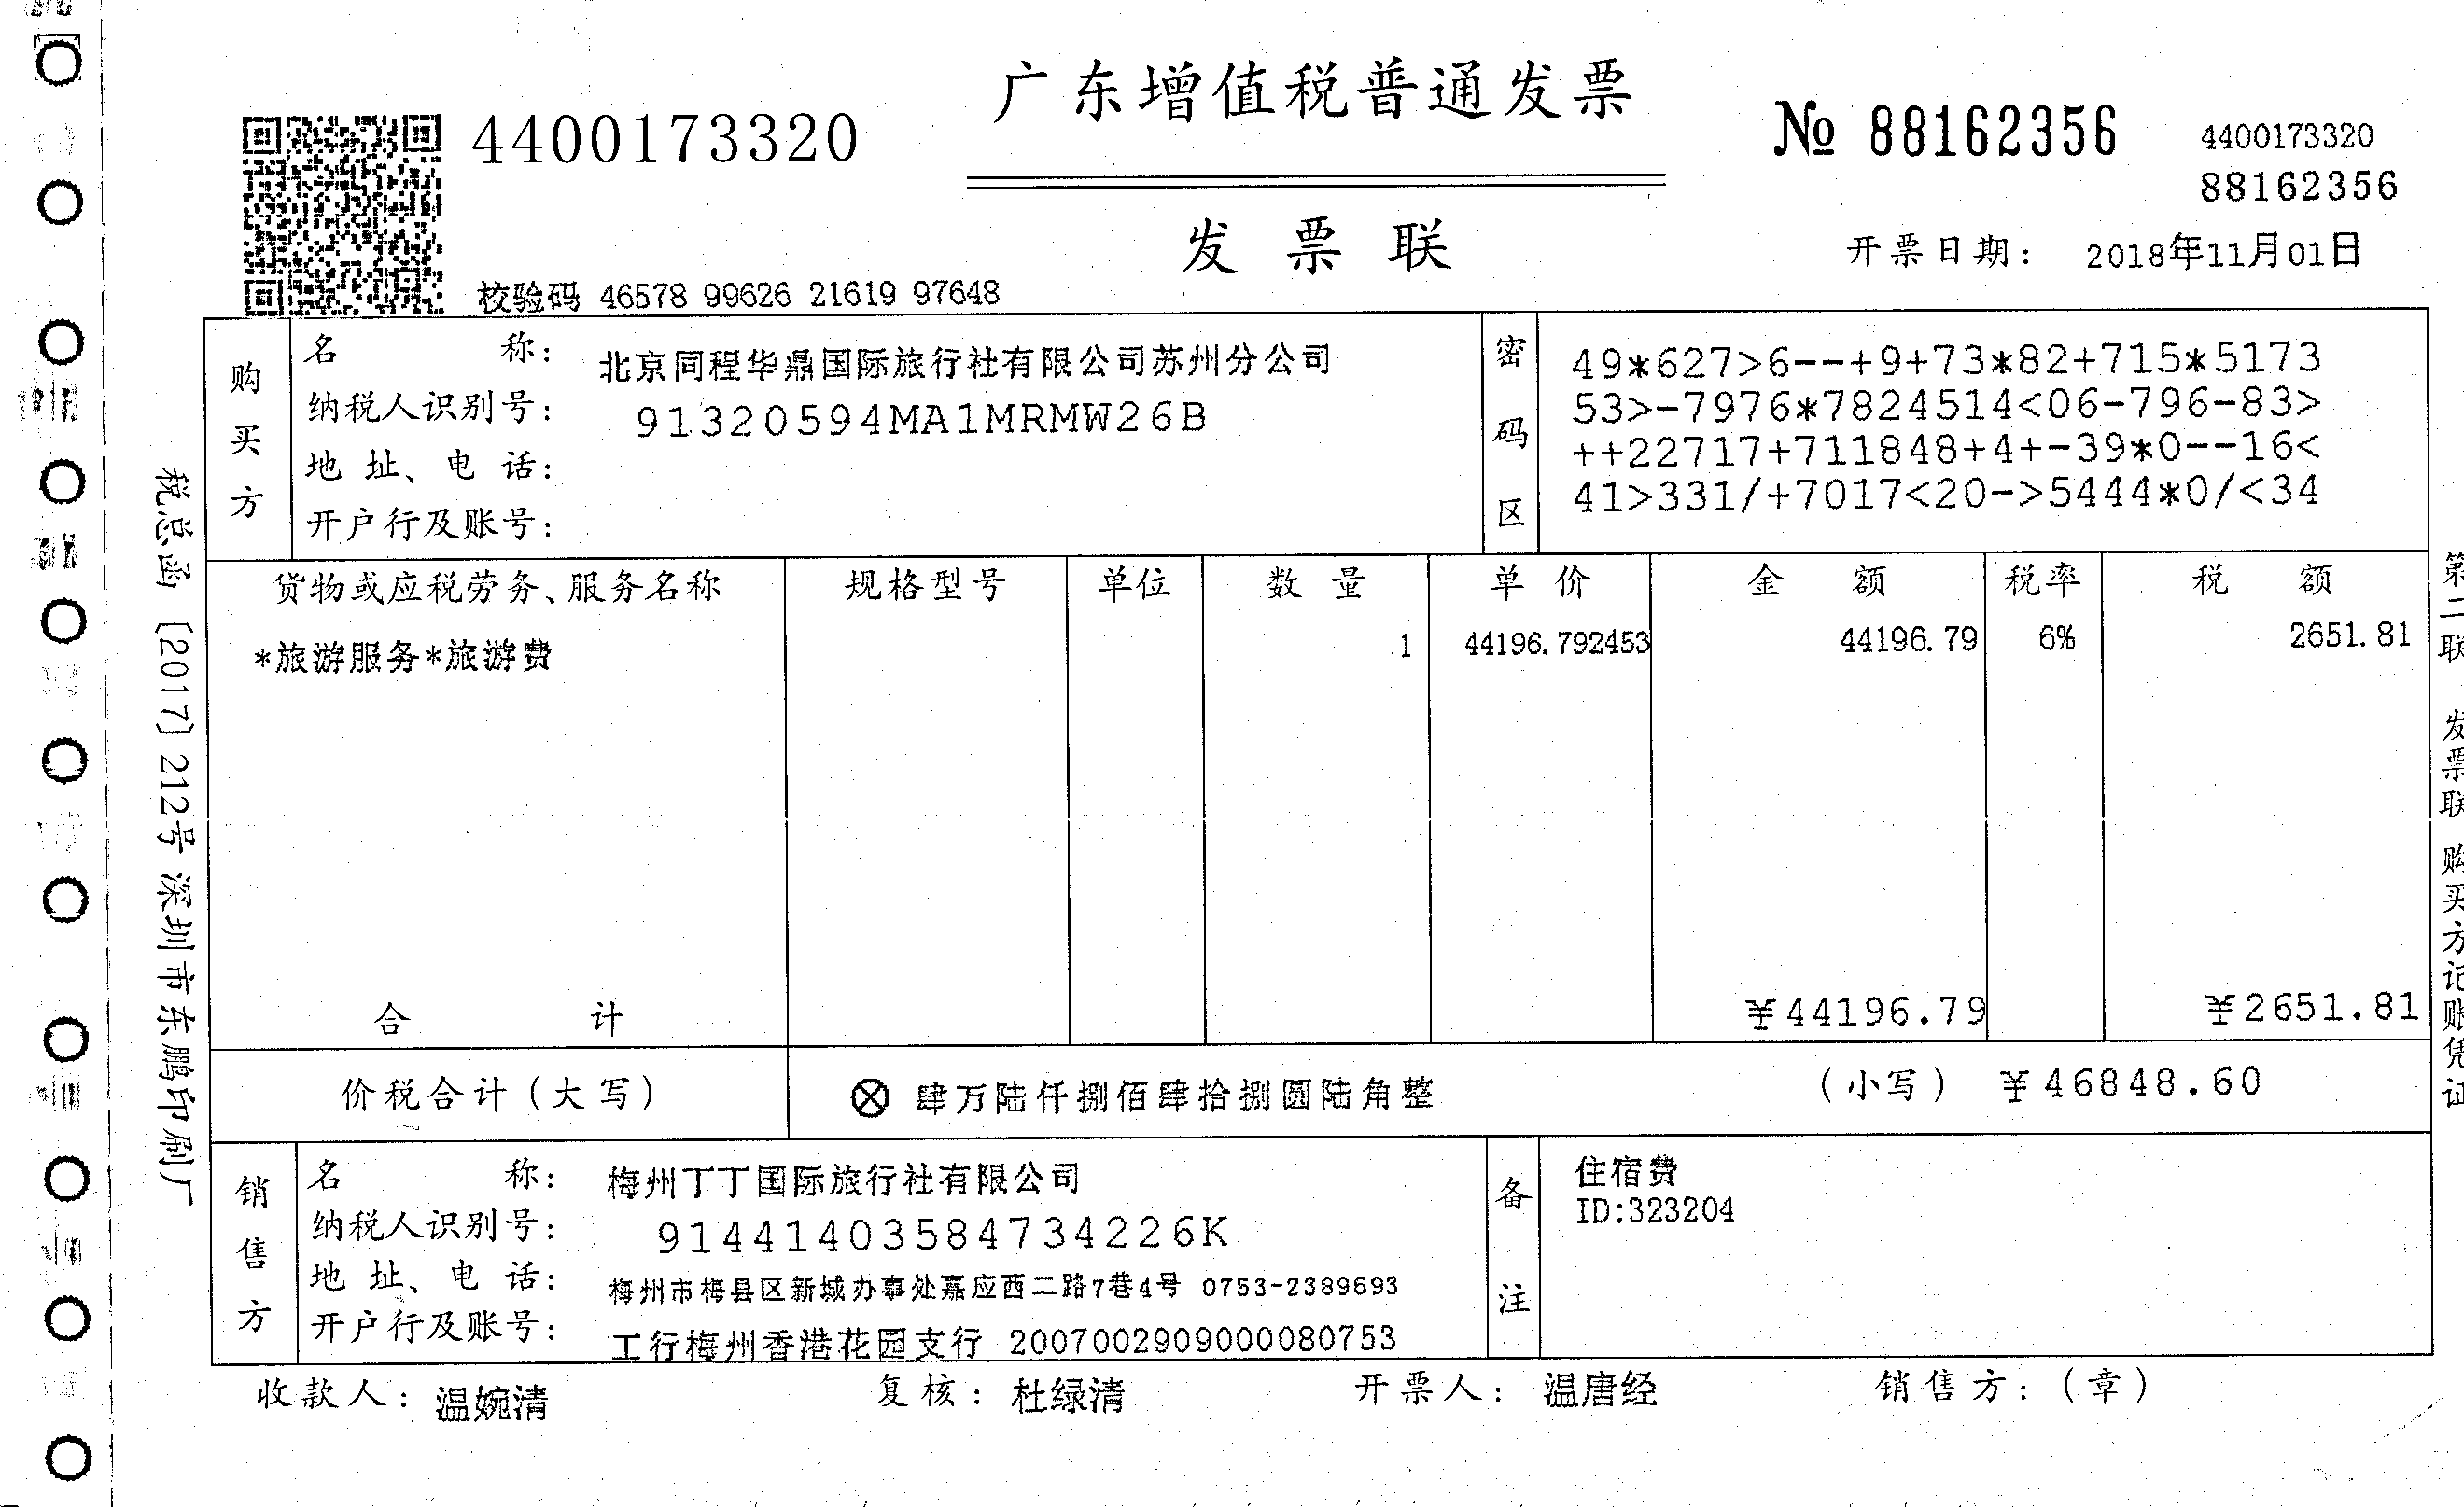 广东增值税普通发票
4400173320
№ 88162356
4400173320
88162356
发票联
开票日期: 2018年11月01日
校验码 46578 99626 21619 97648
购买方
名称: 北京同程华鼎国际旅行社有限公司苏州分公司
纳税人识别号: 91320594MA1MRMW26B
地址、电话:
开户行及账号:
密码区
49*627>6--+9+73*82+715*5173
53>-7976*7824514<06-796-83>
++22717+711848+4+-39*0--16<
41>331/+7017<20->5444*0/<34
货物或应税劳务、服务名称 规格型号 单位 数量 单价 金额 税率 税额
*旅游服务*旅游费 1 44196.792453 44196.79 6% 2651.81
合计 ¥44196.79 ¥2651.81
价税合计(大写) ⊗ 肆万陆仟捌佰肆拾捌圆陆角整 (小写) ¥46848.60
销售方
名称: 梅州丁丁国际旅行社有限公司
纳税人识别号: 91441403584734226K
地址、电话: 梅州市梅县区新城办事处嘉应西二路7巷4号 0753-2389693
开户行及账号: 工行梅州香港花园支行 2007002909000080753
备注
住宿费
ID:323204
收款人: 温婉清 复核: 杜绿清 开票人: 温唐经 销售方:(章)
税总函〔2017〕212号 深圳市东鹏印刷厂
第二联 发票联 购买方记账凭证